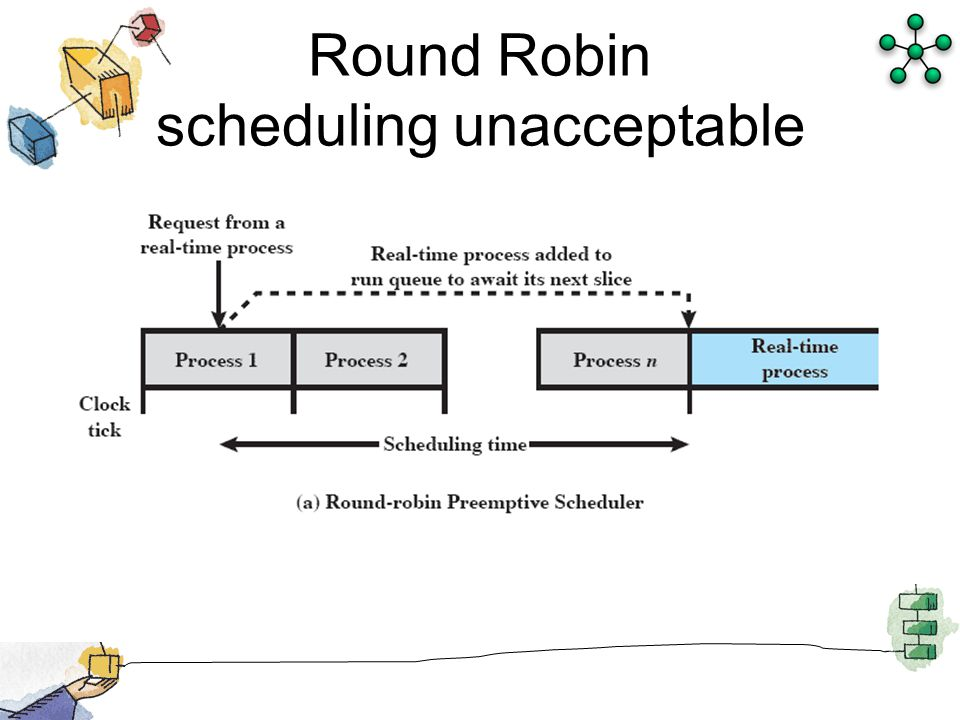 Round Robin
scheduling unacceptable
Request from a
real-time process
Real-time process added to
run queue to await its next slice
Process 1
Process 2
Process n
Real-time
process
Clock
tick
Scheduling time
(a) Round-robin Preemptive Scheduler